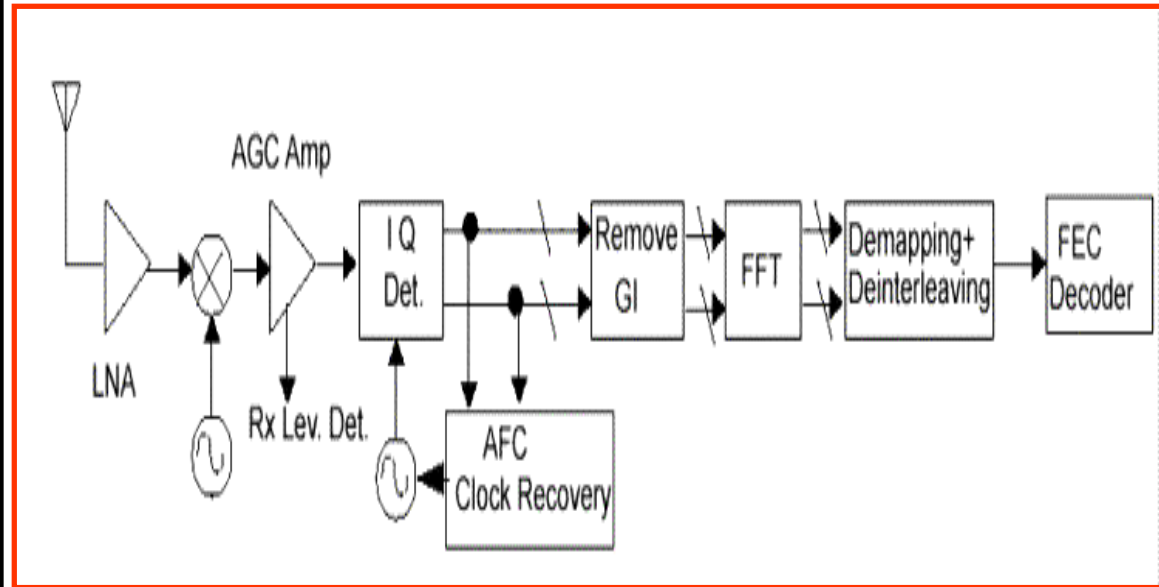 AGC Amp
LNA
Rx Lev. Det.
I Q
Det.
AFC
Clock Recovery
Remove
GI
FFT
Demapping+
Deinterleaving
FEC
Decoder